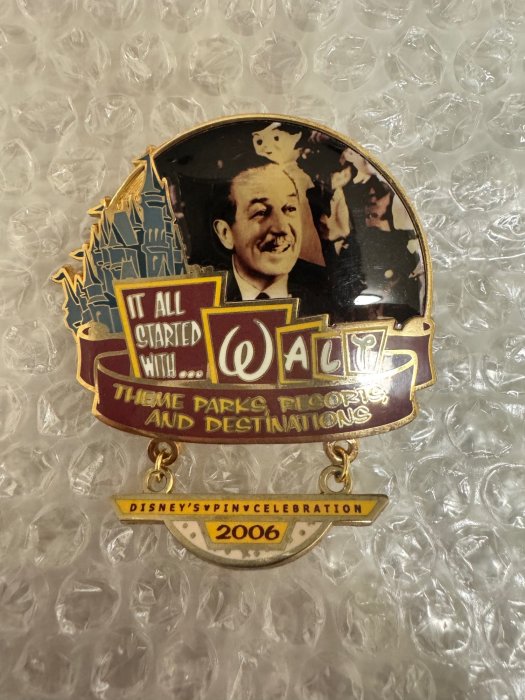 IT ALL
STARTED
WITH...
WALT
THEME PARKS, RESORTS,
AND DESTINATIONS
DISNEY'S♥PIN♥CELEBRATION
2006